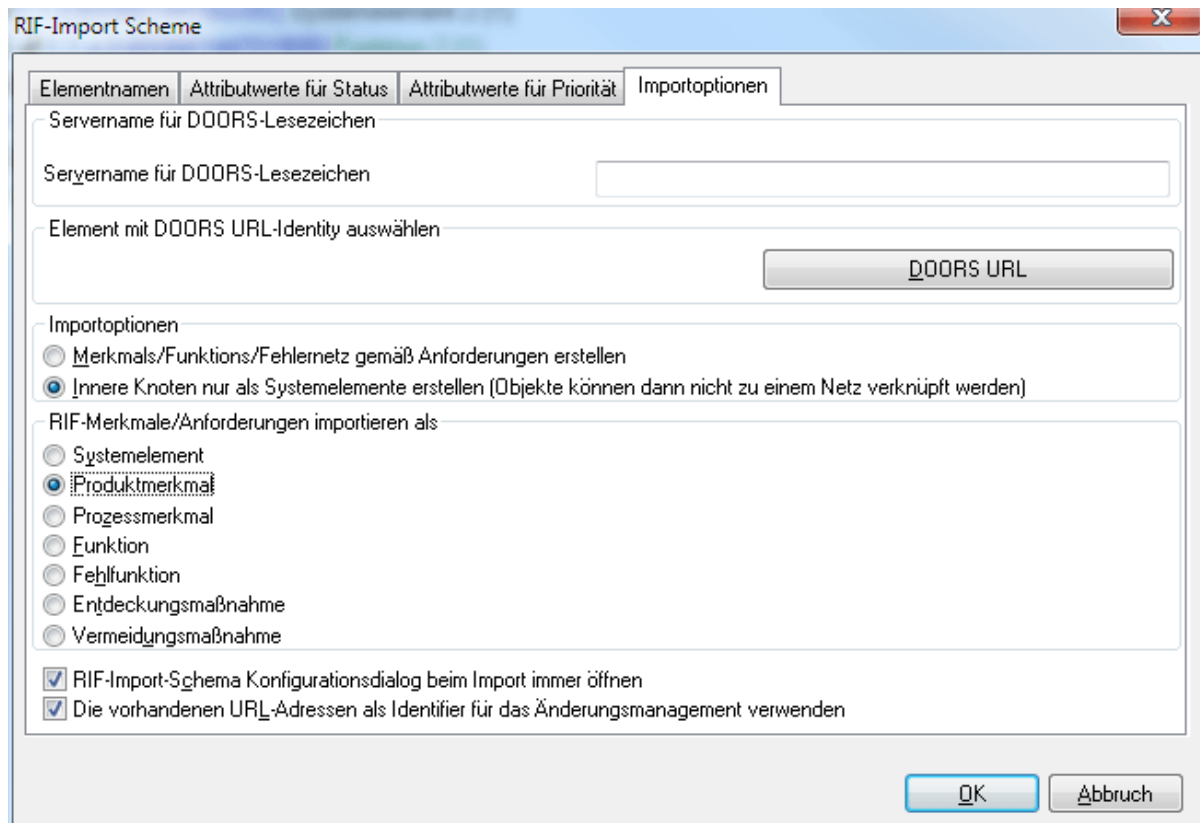 RIF-Import Scheme
Elementnamen Attributwerte für Status Attributwerte für Priorität Importoptionen
Servername für DOORS-Lesezeichen
Servername für DOORS-Lesezeichen
Element mit DOORS URL-Identity auswählen
DOORS URL
Importoptionen
Merkmals/Funktions/Fehlernetz gemäß Anforderungen erstellen
Innere Knoten nur als Systemelemente erstellen (Objekte können dann nicht zu einem Netz verknüpft werden)
RIF-Merkmale/Anforderungen importieren als
Systemelement
Produktmerkmal
Prozessmerkmal
Funktion
Fehlfunktion
Entdeckungsmaßnahme
Vermeidungsmaßnahme
RIF-Import-Schema Konfigurationsdialog beim Import immer öffnen
Die vorhandenen URL-Adressen als Identifier für das Änderungsmanagement verwenden
OK Abbruch